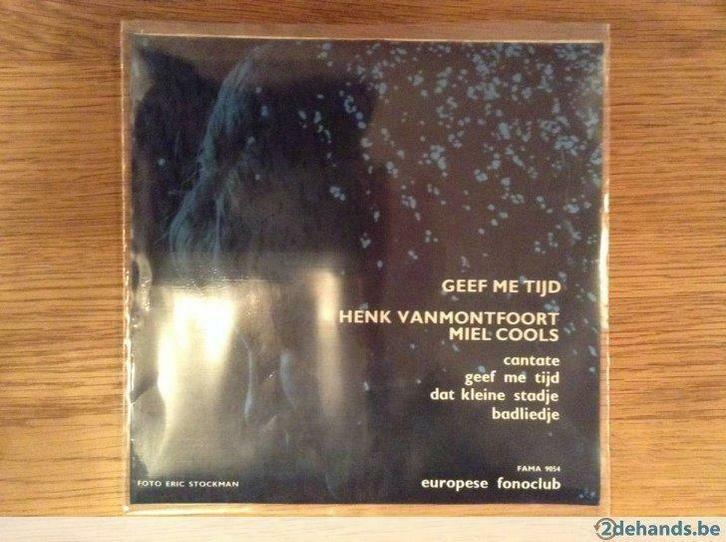 GEEF ME TIJD
HENK VANMONTFOORT
MIEL COOLS
cantate
geef me tijd
dat kleine stadje
badliedje
FAMA 9054
FOTO ERIC STOCKMAN
europese fonoclub
2dehands.be